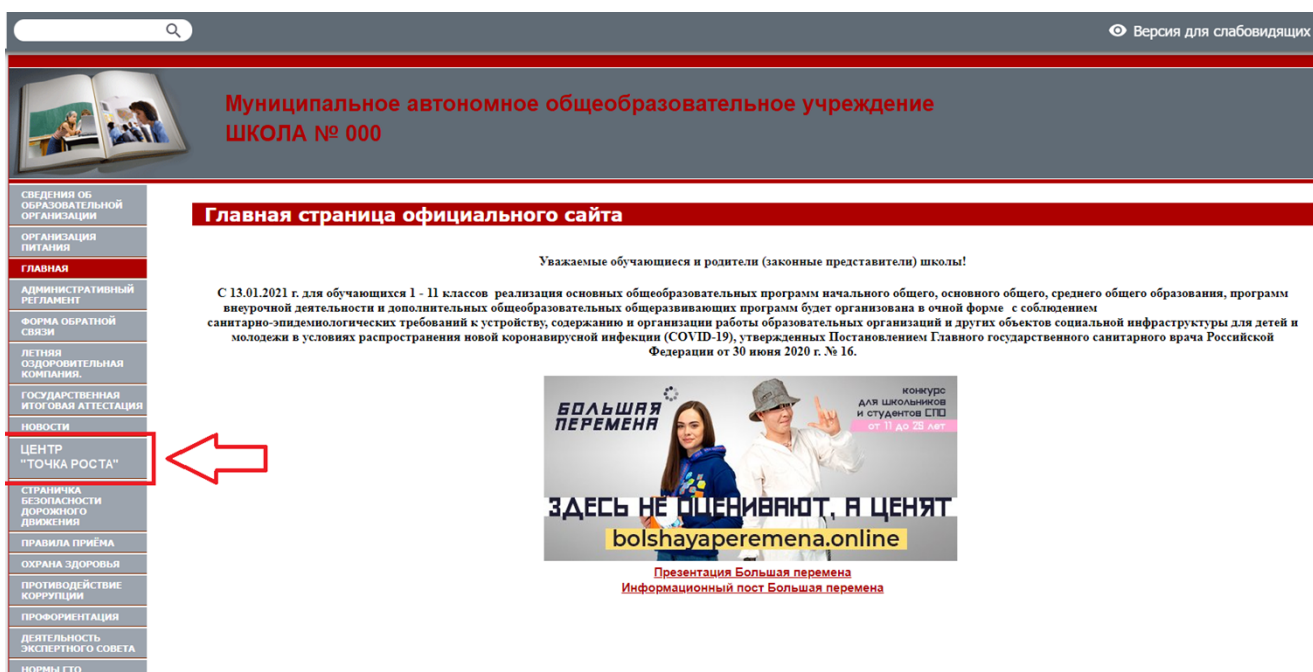 Версия для слабовидящих
Муниципальное автономное общеобразовательное учреждение
ШКОЛА № 000
СВЕДЕНИЯ ОБ
ОБРАЗОВАТЕЛЬНОЙ
ОРГАНИЗАЦИИ
ОРГАНИЗАЦИЯ
ПИТАНИЯ
ГЛАВНАЯ
АДМИНИСТРАТИВНЫЙ
РЕГЛАМЕНТ
ФОРМА ОБРАТНОЙ
СВЯЗИ
ЛЕТНЯЯ
ОЗДОРОВИТЕЛЬНАЯ
КОМПАНИЯ.
ГОСУДАРСТВЕННАЯ
ИТОГОВАЯ АТТЕСТАЦИЯ
НОВОСТИ
ЦЕНТР
"ТОЧКА РОСТА"
СТРАНИЧКА
БЕЗОПАСНОСТИ
ДОРОЖНОГО
ДВИЖЕНИЯ
ПРАВИЛА ПРИЁМА
ОХРАНА ЗДОРОВЬЯ
ПРОТИВОДЕЙСТВИЕ
КОРРУПЦИИ
ПРОФОРИЕНТАЦИЯ
ДЕЯТЕЛЬНОСТЬ
ЭКСПЕРТНОГО СОВЕТА
НОРМЫ ГТО
Главная страница официального сайта
Уважаемые обучающиеся и родители (законные представители) школы!
С 13.01.2021 г. для обучающихся 1 - 11 классов реализация основных общеобразовательных программ начального общего, основного общего, среднего общего образования, программ
внеурочной деятельности и дополнительных общеобразовательных общеразвивающих программ будет организована в очной форме с соблюдением
санитарно-эпидемиологических требований к устройству, содержанию и организации работы образовательных организаций и других объектов социальной инфраструктуры для детей и
молодежи в условиях распространения новой коронавирусной инфекции (COVID-19), утвержденных Постановлением Главного государственного санитарного врача Российской
Федерации от 30 июня 2020 г. № 16.
БОЛЬШАЯ
ПЕРЕМЕНА
конкурс
для школьников
и студентов СПО
от 11 до 25 лет
ЗДЕСЬ НЕ ОЦЕНИВАЮТ, А ЦЕНЯТ
bolshayaperemena.online
Презентация Большая перемена
Информационный пост Большая перемена